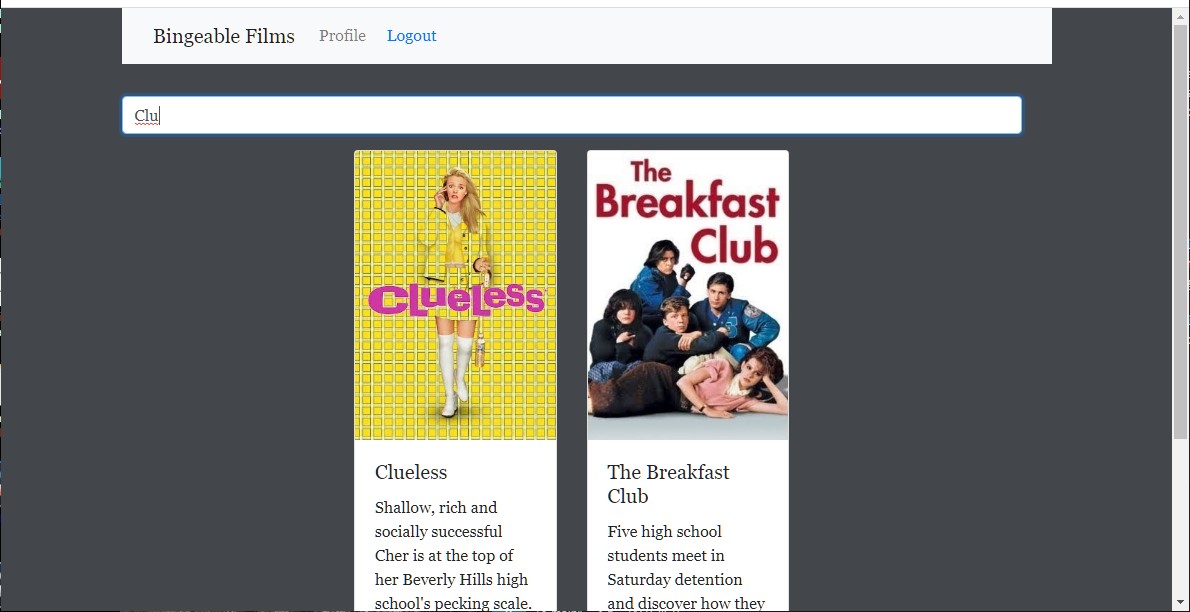 Bingeable Films Profile Logout
Clu
CLUELESS
The
Breakfast
Club
Clueless
Shallow, rich and
socially successful
Cher is at the top of
her Beverly Hills high
school's pecking scale.
The Breakfast
Club
Five high school
students meet in
Saturday detention
and discover how they